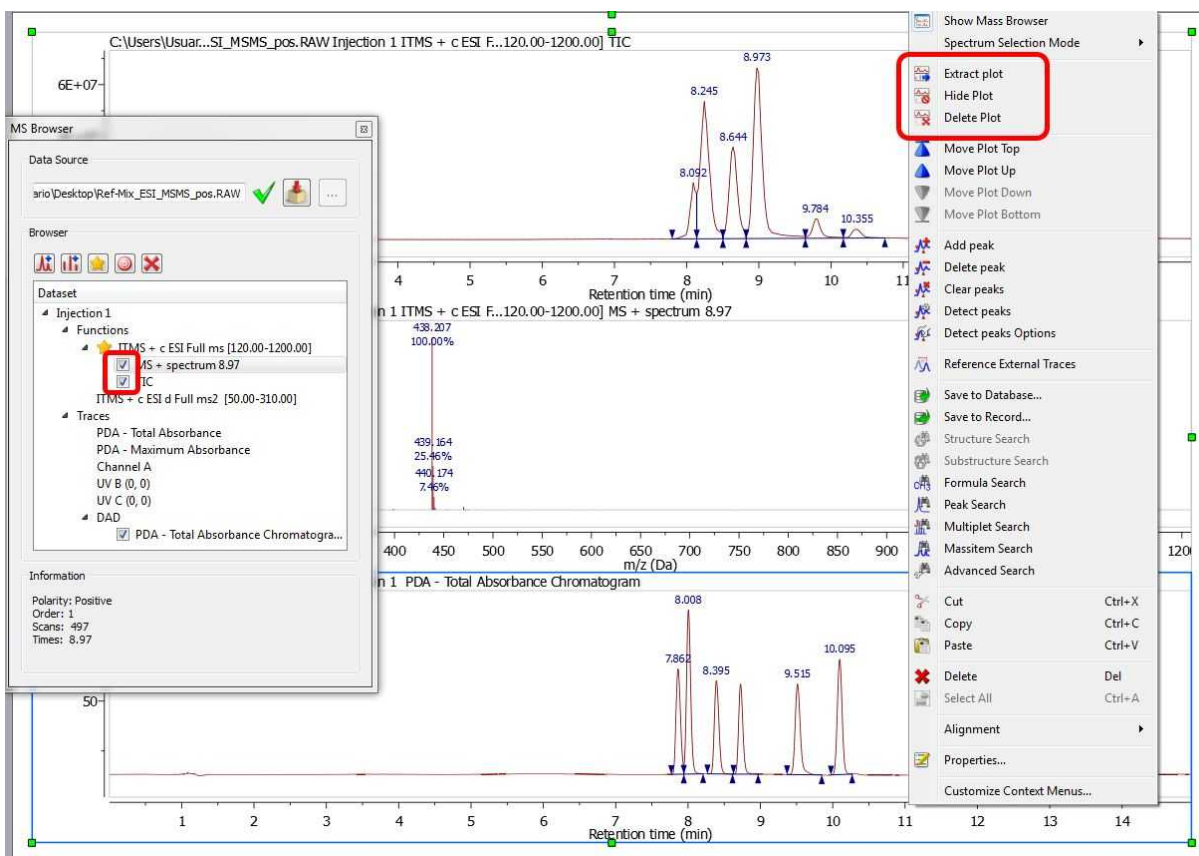 C:\Users\Usuar...SI_MSMS_pos.RAW Injection 1 ITMS + c ESI F...120.00-1200.00] TIC
6E+07
8.092
8.245
8.644
8.973
9.784
10.355
4 5 6 7 8 9 10 11
Retention time (min)
n 1 ITMS + c ESI F...120.00-1200.00] MS + spectrum 8.97
438.207
100.00%
439.164
25.46%
440.174
7.46%
400 450 500 550 600 650 700 750 800 850 900 120
m/z (Da)
n 1 PDA - Total Absorbance Chromatogram
50
7.862
8.008
8.395
9.515
10.095
1 2 3 4 5 6 7 8 9 10 11 12 13 14
Retention time (min)
MS Browser
Data Source
ario\Desktop\Ref-Mix_ESI_MSMS_pos.RAW
...
Browser
Dataset
Injection 1
Functions
ITMS + c ESI Full ms [120.00-1200.00]
MS + spectrum 8.97
TIC
ITMS + c ESI d Full ms2 [50.00-310.00]
Traces
PDA - Total Absorbance
PDA - Maximum Absorbance
Channel A
UV B (0, 0)
UV C (0, 0)
DAD
PDA - Total Absorbance Chromatogra...
Information
Polarity: Positive
Order: 1
Scans: 497
Times: 8.97
Show Mass Browser
Spectrum Selection Mode
Extract plot
Hide Plot
Delete Plot
Move Plot Top
Move Plot Up
Move Plot Down
Move Plot Bottom
Add peak
Delete peak
Clear peaks
Detect peaks
Detect peaks Options
Reference External Traces
Save to Database...
Save to Record...
Structure Search
Substructure Search
Formula Search
Peak Search
Multiplet Search
Massitem Search
Advanced Search
Cut Ctrl+X
Copy Ctrl+C
Paste Ctrl+V
Delete Del
Select All Ctrl+A
Alignment
Properties...
Customize Context Menus...